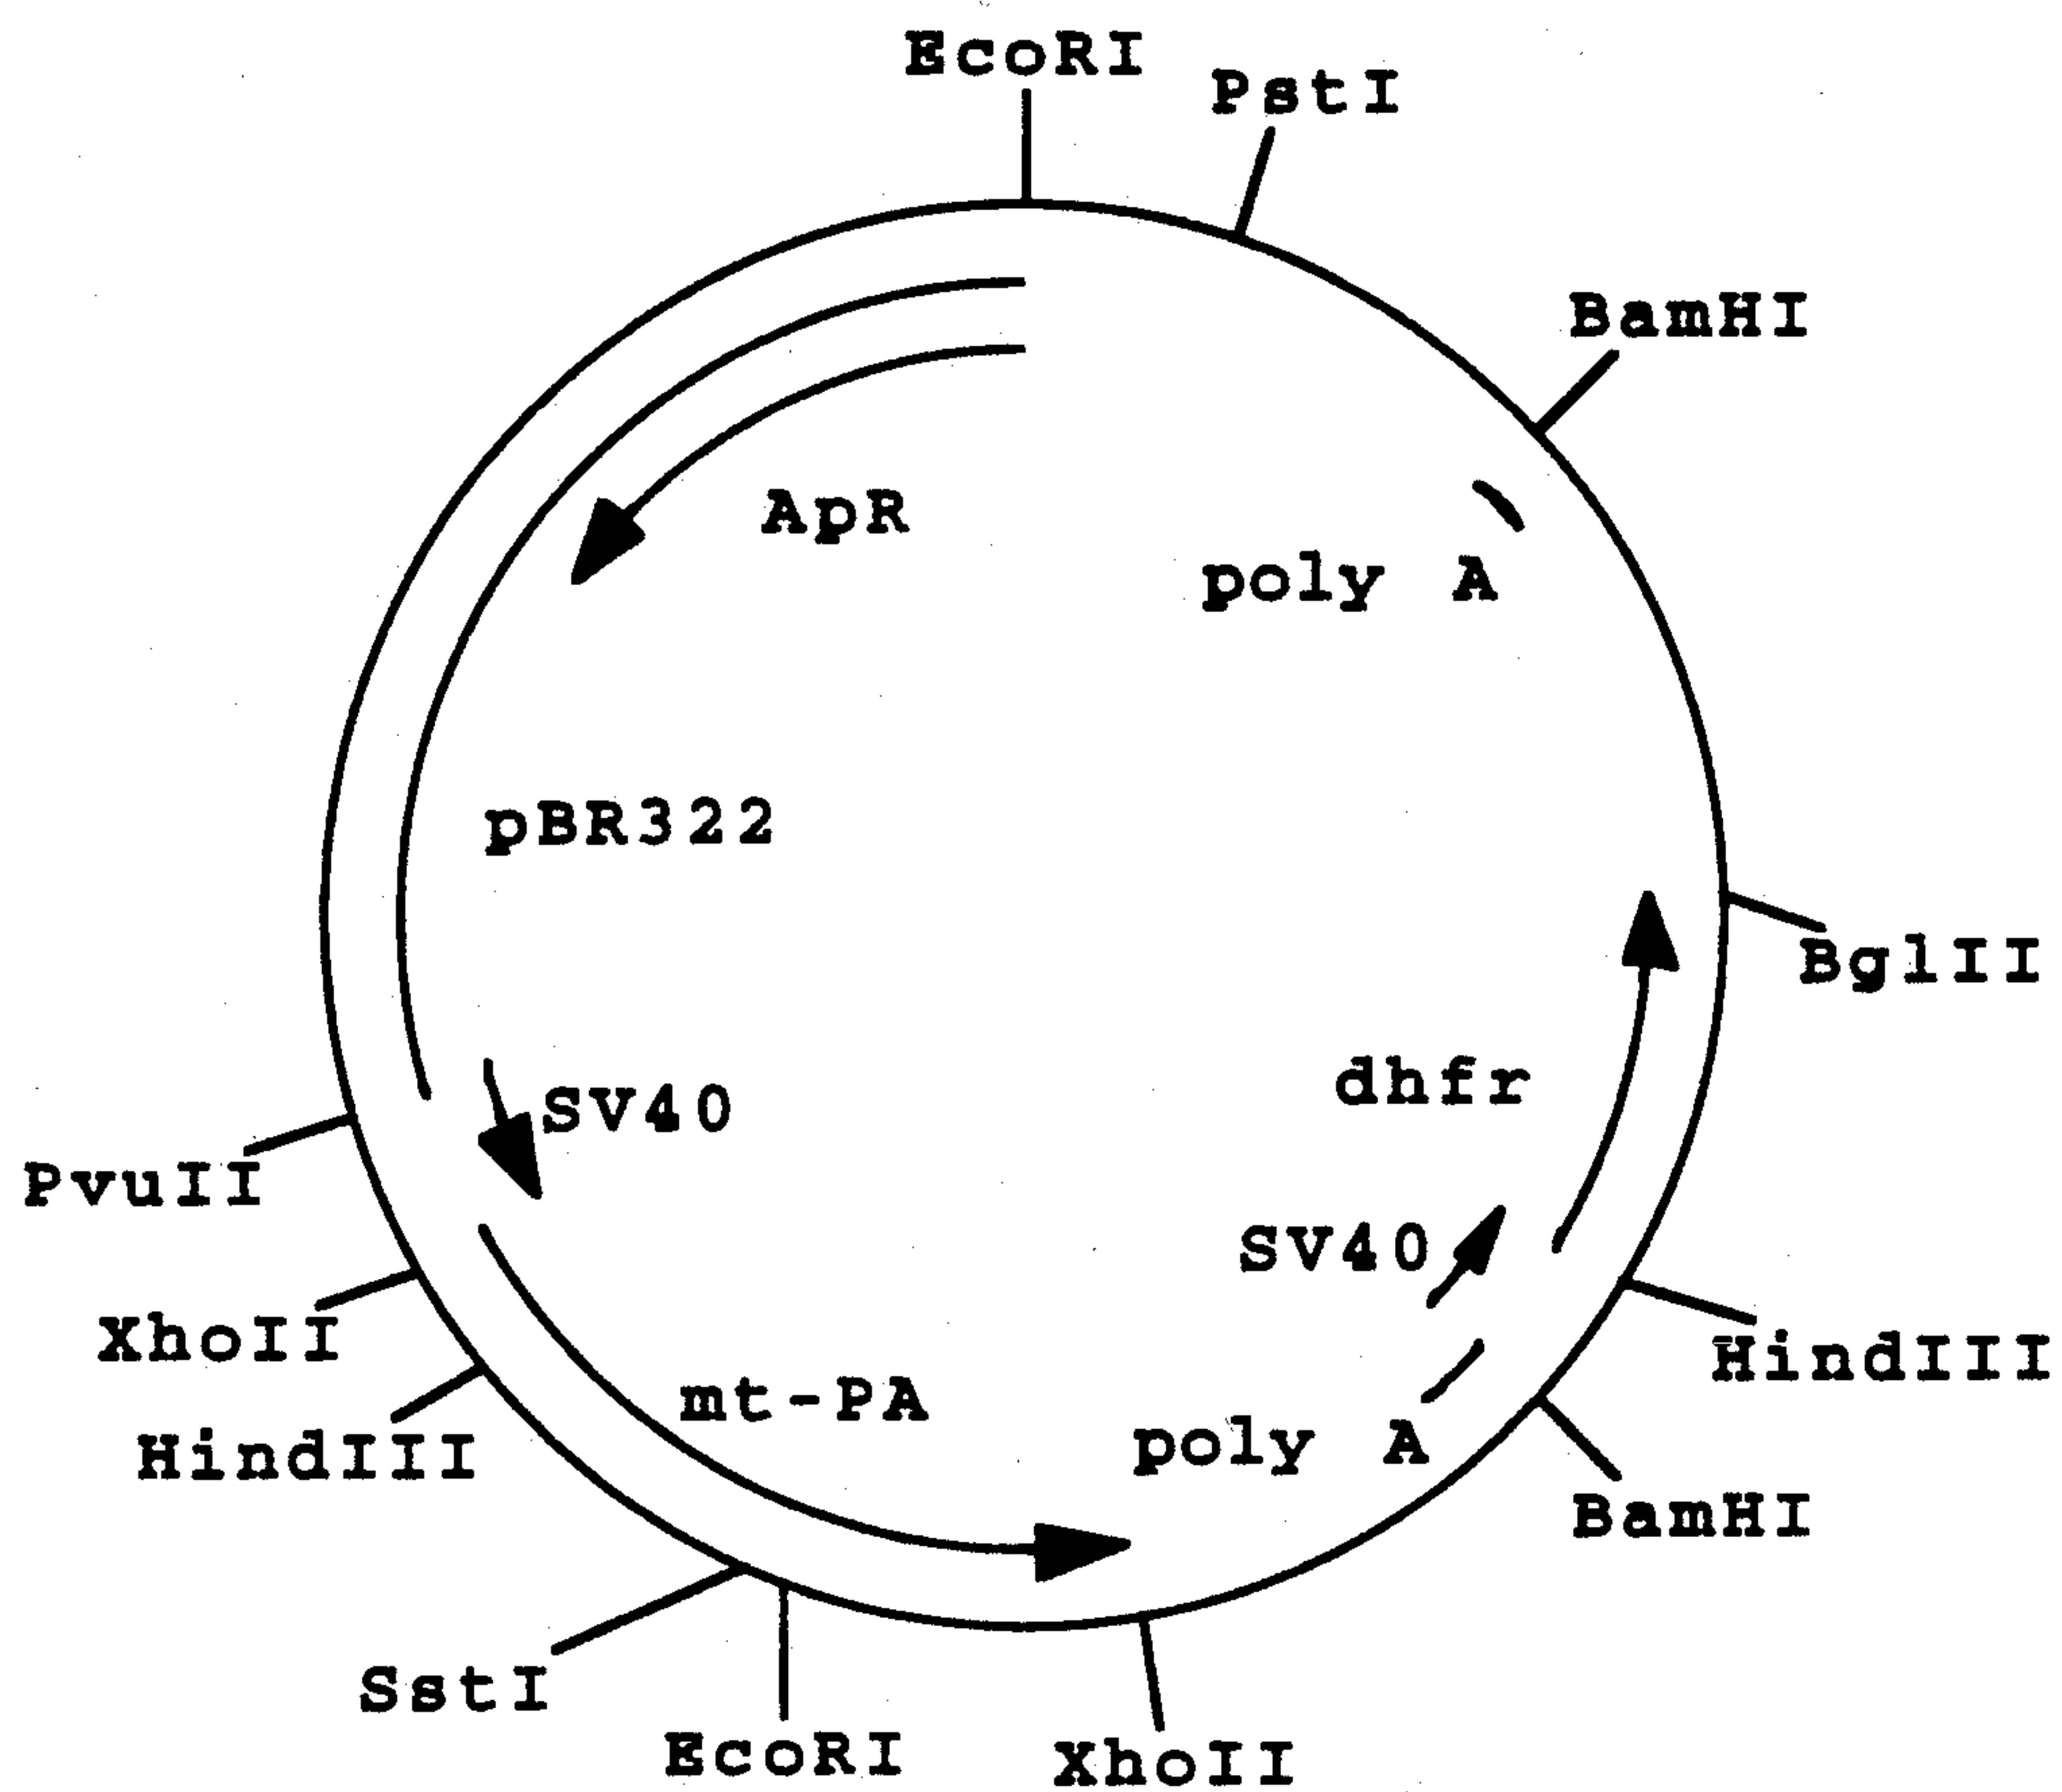 EcoRI
PstI
BamHI
ApR
poly A
pBR322
BglII
dhfr
SV40
PvuII
SV40
XhoII
HindIII
mt-PA
poly A
HindIII
BamHI
SstI
EcoRI
XhoII